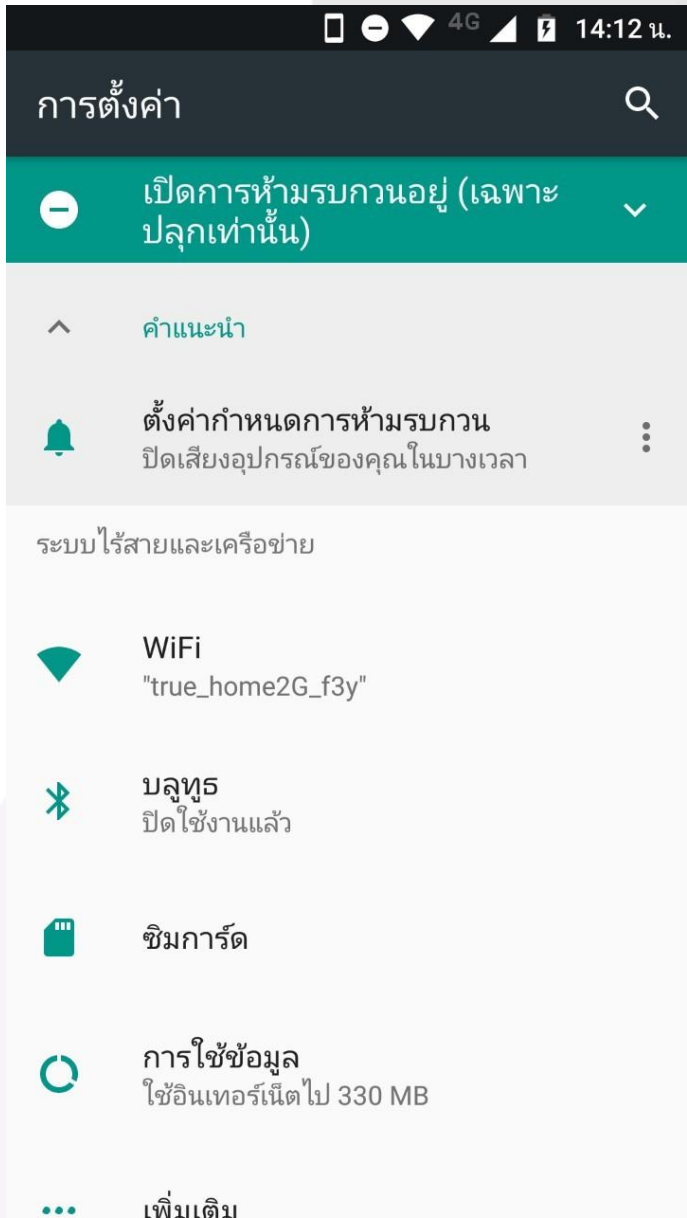 4G 14:12 น.
การตั้งค่า
เปิดการห้ามรบกวนอยู่ (เฉพาะ
ปลุกเท่านั้น)
คำแนะนำ
ตั้งค่ากำหนดการห้ามรบกวน
ปิดเสียงอุปกรณ์ของคุณในบางเวลา
ระบบไร้สายและเครือข่าย
WiFi
"true_home2G_f3y"
บลูทูธ
ปิดใช้งานแล้ว
ซิมการ์ด
การใช้ข้อมูล
ใช้อินเทอร์เน็ตไป 330 MB
เพิ่มเติม